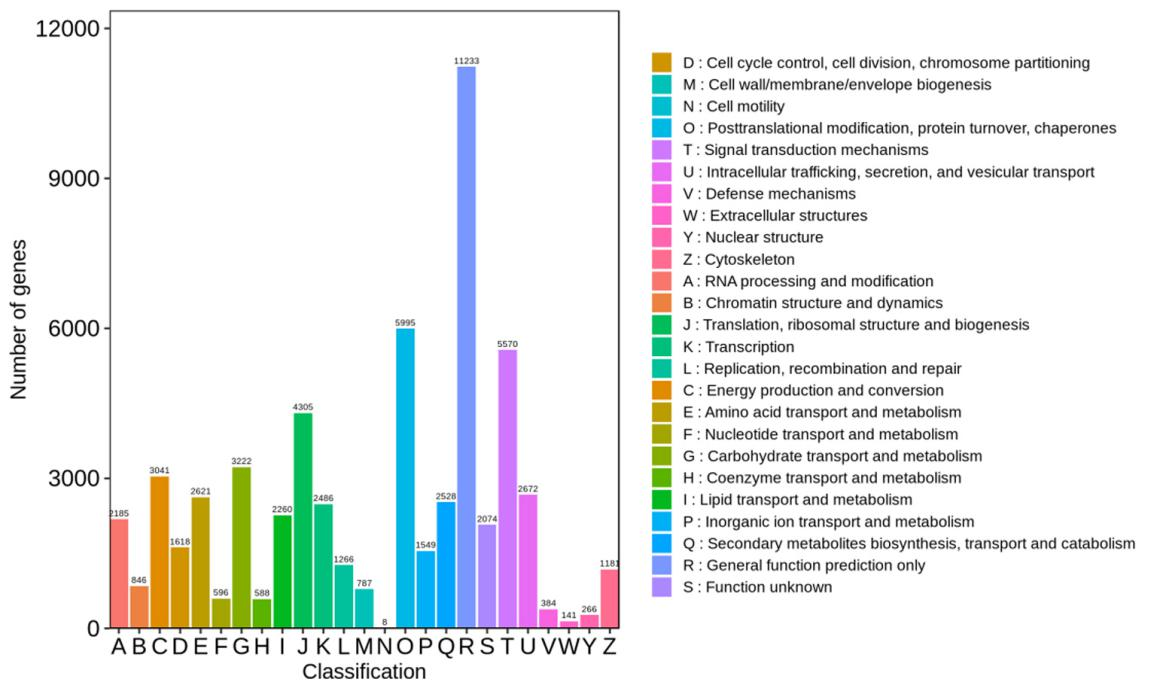 12000
9000
6000
3000
0
Number of genes
2185
846
3041
1618
2621
596
3222
588
2260
4305
2486
1266
787
8
5995
1549
2528
11233
2074
5570
2672
384
141
266
1181
A B C D E F G H I J K L M N O P Q R S T U V W Y Z
Classification
D : Cell cycle control, cell division, chromosome partitioning
M : Cell wall/membrane/envelope biogenesis
N : Cell motility
O : Posttranslational modification, protein turnover, chaperones
T : Signal transduction mechanisms
U : Intracellular trafficking, secretion, and vesicular transport
V : Defense mechanisms
W : Extracellular structures
Y : Nuclear structure
Z : Cytoskeleton
A : RNA processing and modification
B : Chromatin structure and dynamics
J : Translation, ribosomal structure and biogenesis
K : Transcription
L : Replication, recombination and repair
C : Energy production and conversion
E : Amino acid transport and metabolism
F : Nucleotide transport and metabolism
G : Carbohydrate transport and metabolism
H : Coenzyme transport and metabolism
I : Lipid transport and metabolism
P : Inorganic ion transport and metabolism
Q : Secondary metabolites biosynthesis, transport and catabolism
R : General function prediction only
S : Function unknown